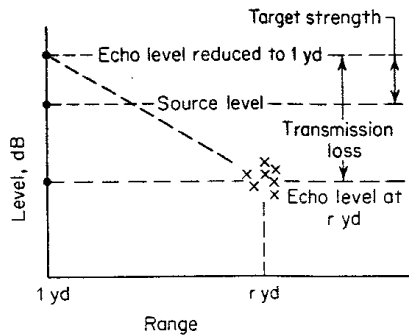 Target strength
Echo level reduced to 1 yd
Source level
Transmission
loss
Echo level at
r yd
Level, dB
1 yd
r yd
Range